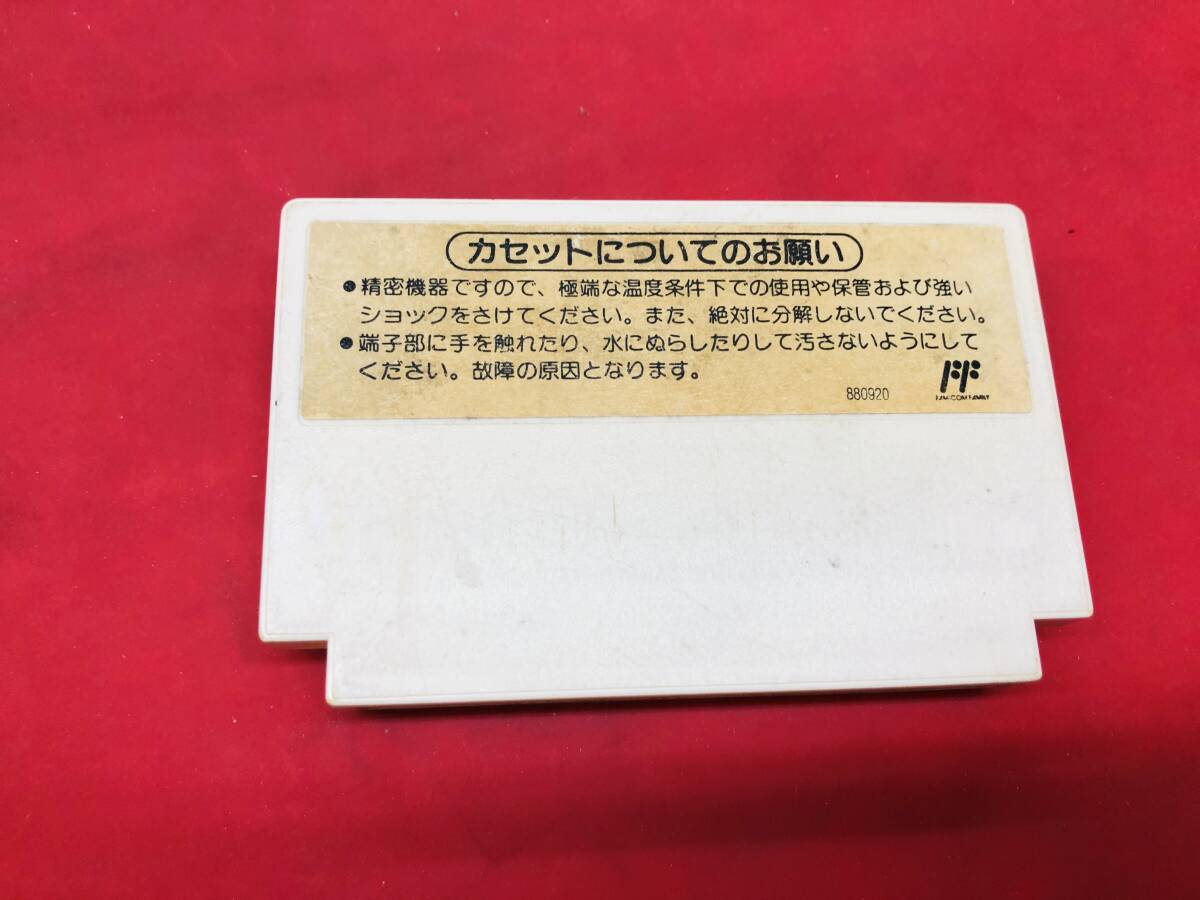 カセットについてのお願い
●精密機器ですので、極端な温度条件下での使用や保管および強い
ショックをさけてください。また、絶対に分解しないでください。
●端子部に手を触れたり、水にぬらしたりして汚さないようにして
ください。故障の原因となります。
880920
FF
FAMICOM FAMILY